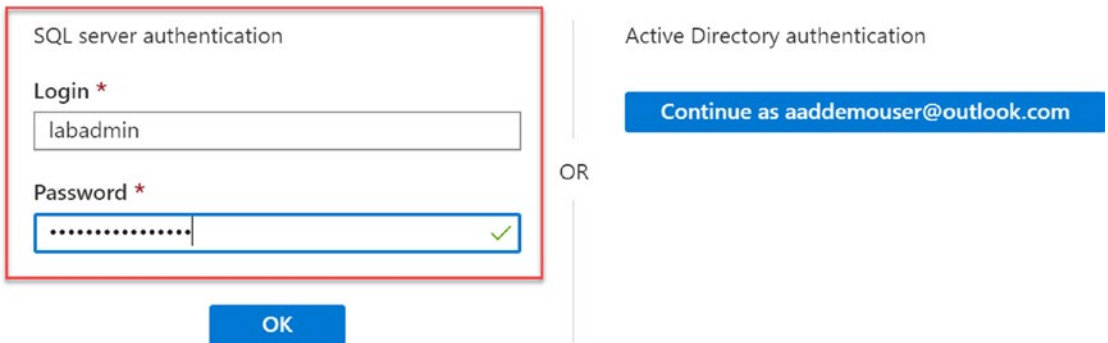 SQL server authentication
Login *
labadmin
Password *
••••••••••••••••
OK
OR
Active Directory authentication
Continue as aaddemouser@outlook.com